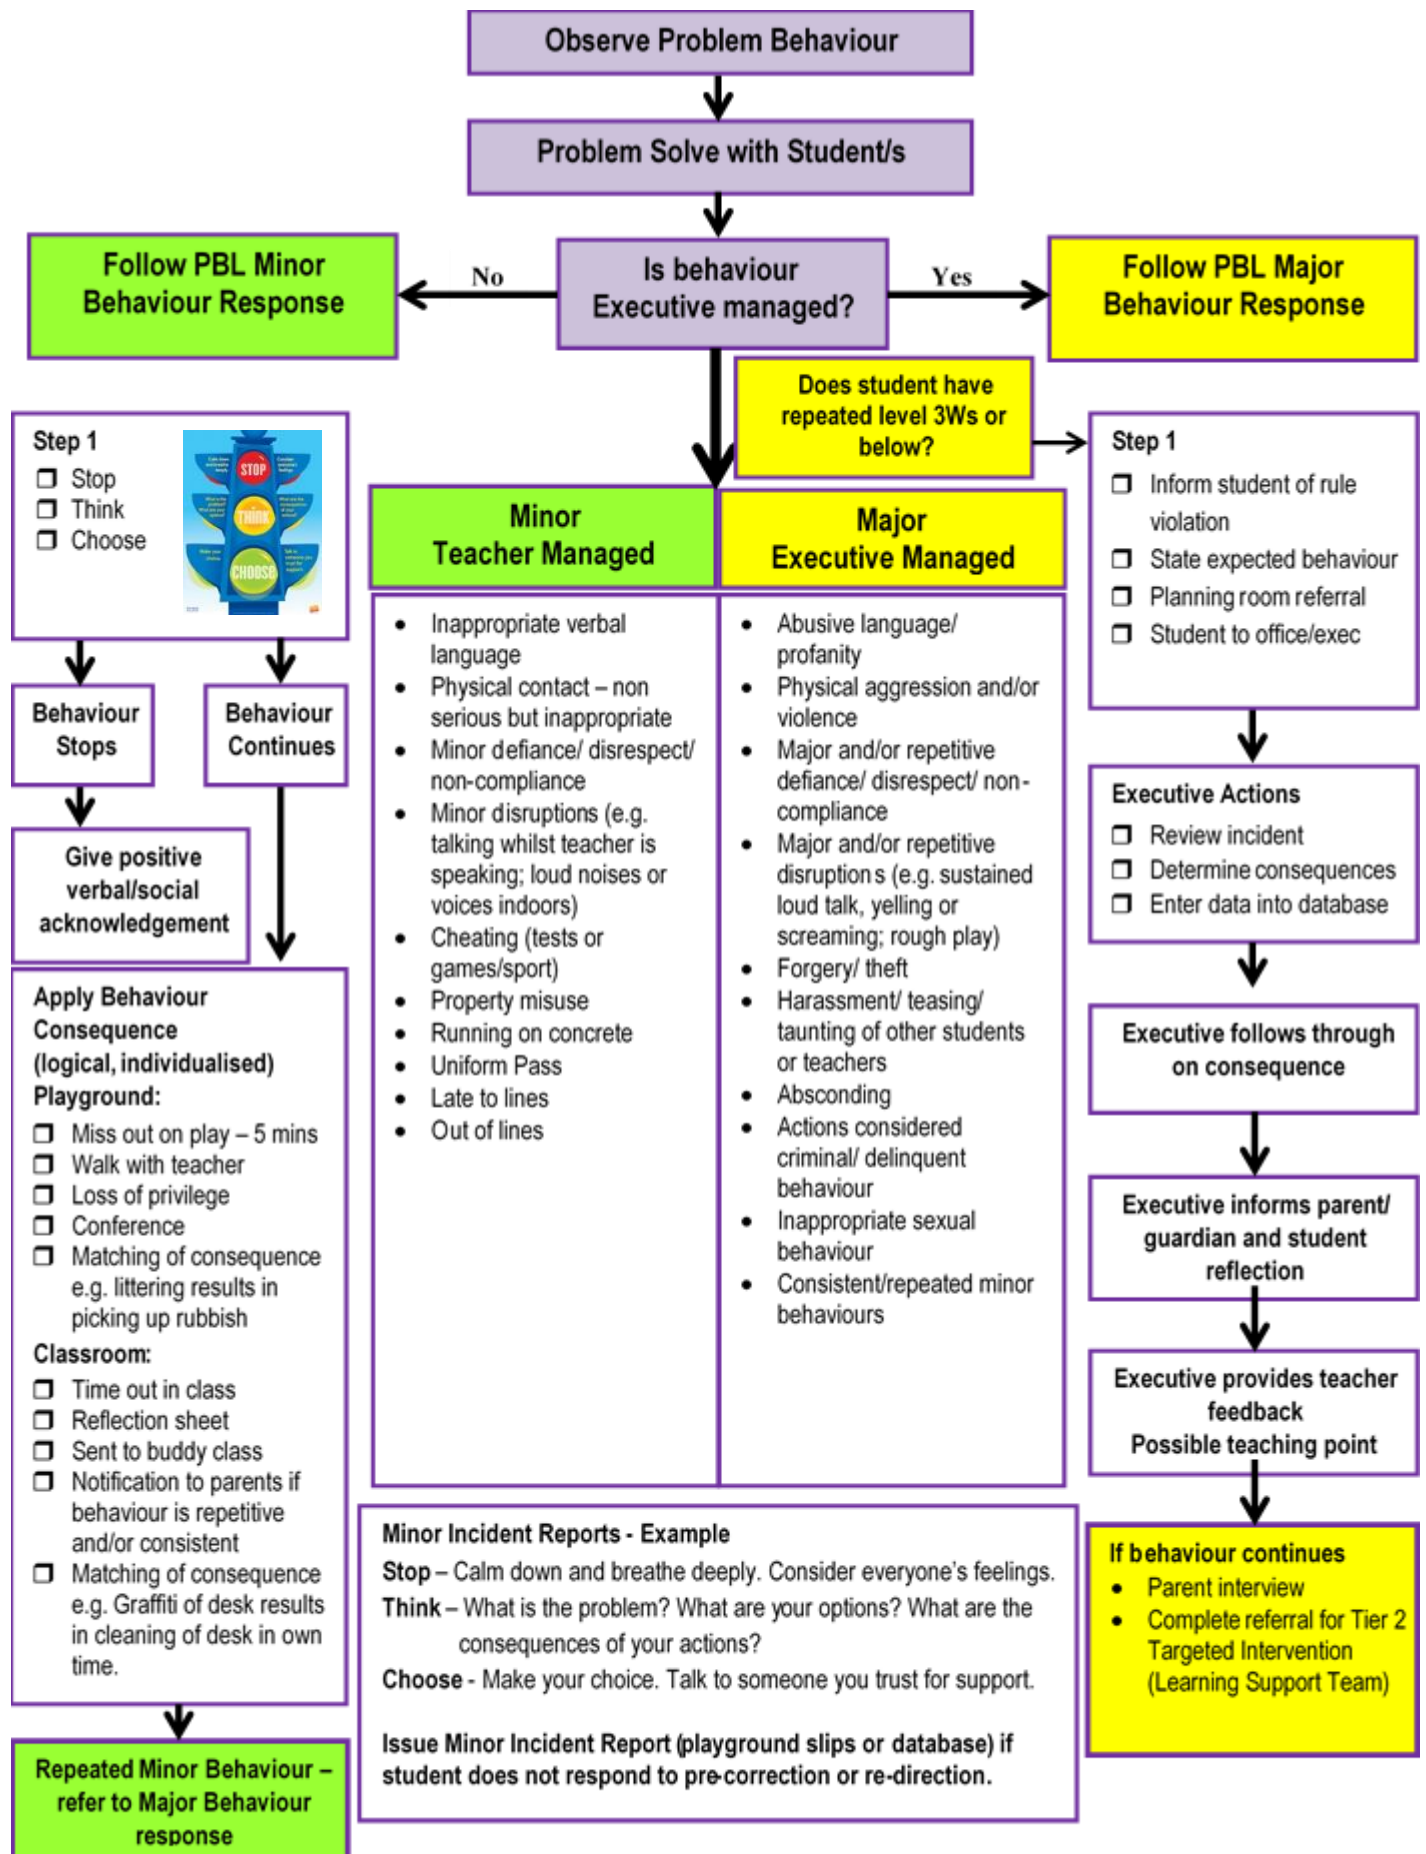 Observe Problem Behaviour
Problem Solve with Student/s
Follow PBL Minor
Behaviour Response
No
Is behaviour
Executive managed?
Yes
Follow PBL Major
Behaviour Response
Does student have
repeated level 3Ws or
below?
Step 1
❒ Stop
❒ Think
❒ Choose
STOP
THINK
CHOOSE
Behaviour
Stops
Behaviour
Continues
Give positive
verbal/social
acknowledgement
Apply Behaviour
Consequence
(logical, individualised)
Playground:
❒ Miss out on play – 5 mins
❒ Walk with teacher
❒ Loss of privilege
❒ Conference
❒ Matching of consequence
e.g. littering results in
picking up rubbish
Classroom:
❒ Time out in class
❒ Reflection sheet
❒ Sent to buddy class
❒ Notification to parents if
behaviour is repetitive
and/or consistent
❒ Matching of consequence
e.g. Graffiti of desk results
in cleaning of desk in own
time.
Repeated Minor Behaviour –
refer to Major Behaviour
response
Minor
Teacher Managed
• Inappropriate verbal
language
• Physical contact – non
serious but inappropriate
• Minor defiance/ disrespect/
non-compliance
• Minor disruptions (e.g.
talking whilst teacher is
speaking; loud noises or
voices indoors)
• Cheating (tests or
games/sport)
• Property misuse
• Running on concrete
• Uniform Pass
• Late to lines
• Out of lines
Major
Executive Managed
• Abusive language/
profanity
• Physical aggression and/or
violence
• Major and/or repetitive
defiance/ disrespect/ non-
compliance
• Major and/or repetitive
disruptions (e.g. sustained
loud talk, yelling or
screaming; rough play)
• Forgery/ theft
• Harassment/ teasing/
taunting of other students
or teachers
• Absconding
• Actions considered
criminal/ delinquent
behaviour
• Inappropriate sexual
behaviour
• Consistent/repeated minor
behaviours
Minor Incident Reports - Example
Stop – Calm down and breathe deeply. Consider everyone's feelings.
Think – What is the problem? What are your options? What are the
consequences of your actions?
Choose - Make your choice. Talk to someone you trust for support.
Issue Minor Incident Report (playground slips or database) if
student does not respond to pre-correction or re-direction.
Step 1
❒ Inform student of rule
violation
❒ State expected behaviour
❒ Planning room referral
❒ Student to office/exec
Executive Actions
❒ Review incident
❒ Determine consequences
❒ Enter data into database
Executive follows through
on consequence
Executive informs parent/
guardian and student
reflection
Executive provides teacher
feedback
Possible teaching point
If behaviour continues
• Parent interview
• Complete referral for Tier 2
Targeted Intervention
(Learning Support Team)